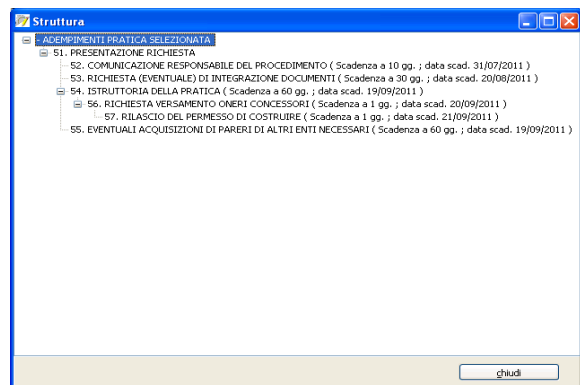 Struttura
- ADEMPIMENTI PRATICA SELEZIONATA
51. PRESENTAZIONE RICHIESTA
52. COMUNICAZIONE RESPONSABILE DEL PROCEDIMENTO ( Scadenza a 10 gg. ; data scad. 31/07/2011 )
53. RICHIESTA (EVENTUALE) DI INTEGRAZIONE DOCUMENTI ( Scadenza a 30 gg. ; data scad. 20/08/2011 )
54. ISTRUTTORIA DELLA PRATICA ( Scadenza a 60 gg. ; data scad. 19/09/2011 )
56. RICHIESTA VERSAMENTO ONERI CONCESSORI ( Scadenza a 1 gg. ; data scad. 20/09/2011 )
57. RILASCIO DEL PERMESSO DI COSTRUIRE ( Scadenza a 1 gg. ; data scad. 21/09/2011 )
55. EVENTUALI ACQUISIZIONI DI PARERI DI ALTRI ENTI NECESSARI ( Scadenza a 60 gg. ; data scad. 19/09/2011 )
chiudi